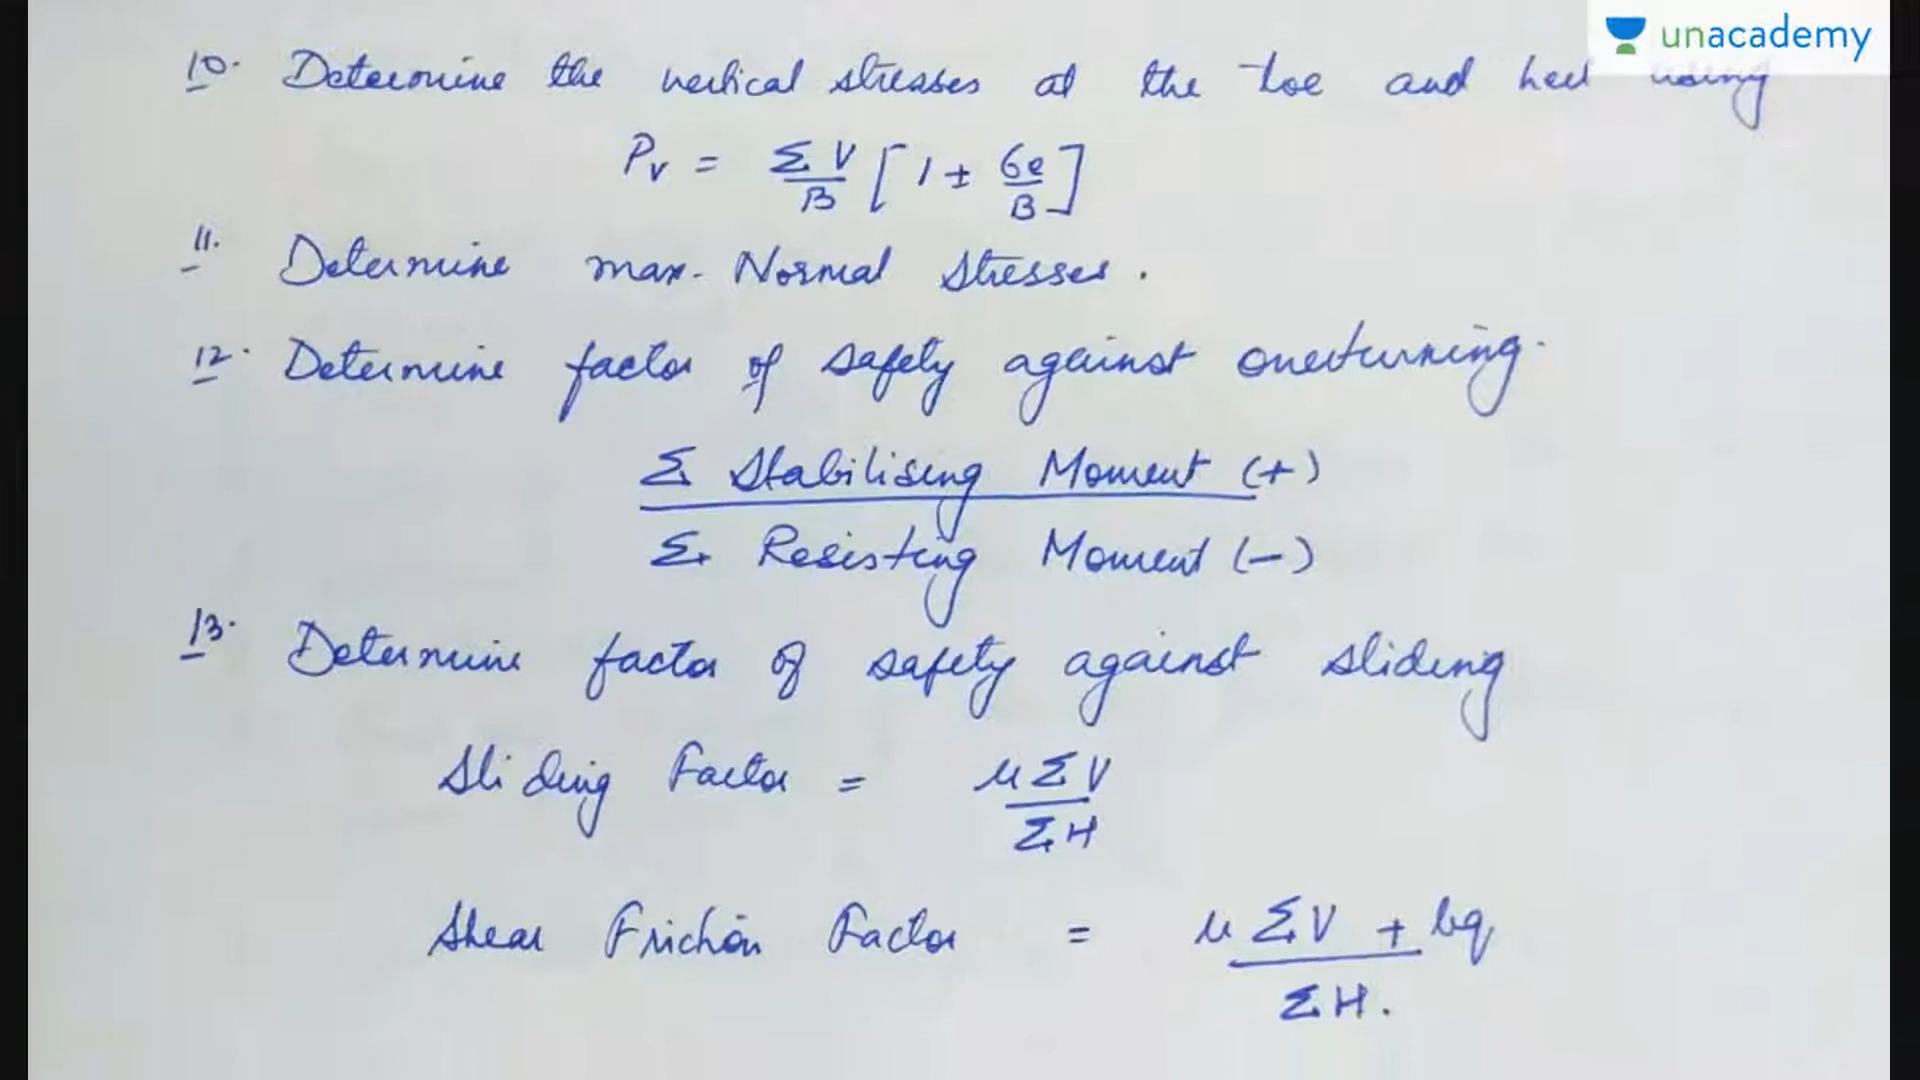 unacademy
10. Determine the vertical stresses at the toe and heel using
Pv = ΣV/B [1 ± 6e/B]
11. Determine max. Normal Stresses.
12. Determine factor of safety against overturning.
Σ Stabilising Moment (+)
Σ Resisting Moment (-)
13. Determine factor of safety against sliding
Sliding Factor = μΣV/ΣH
Shear Friction Factor = μΣV + bq/ΣH.